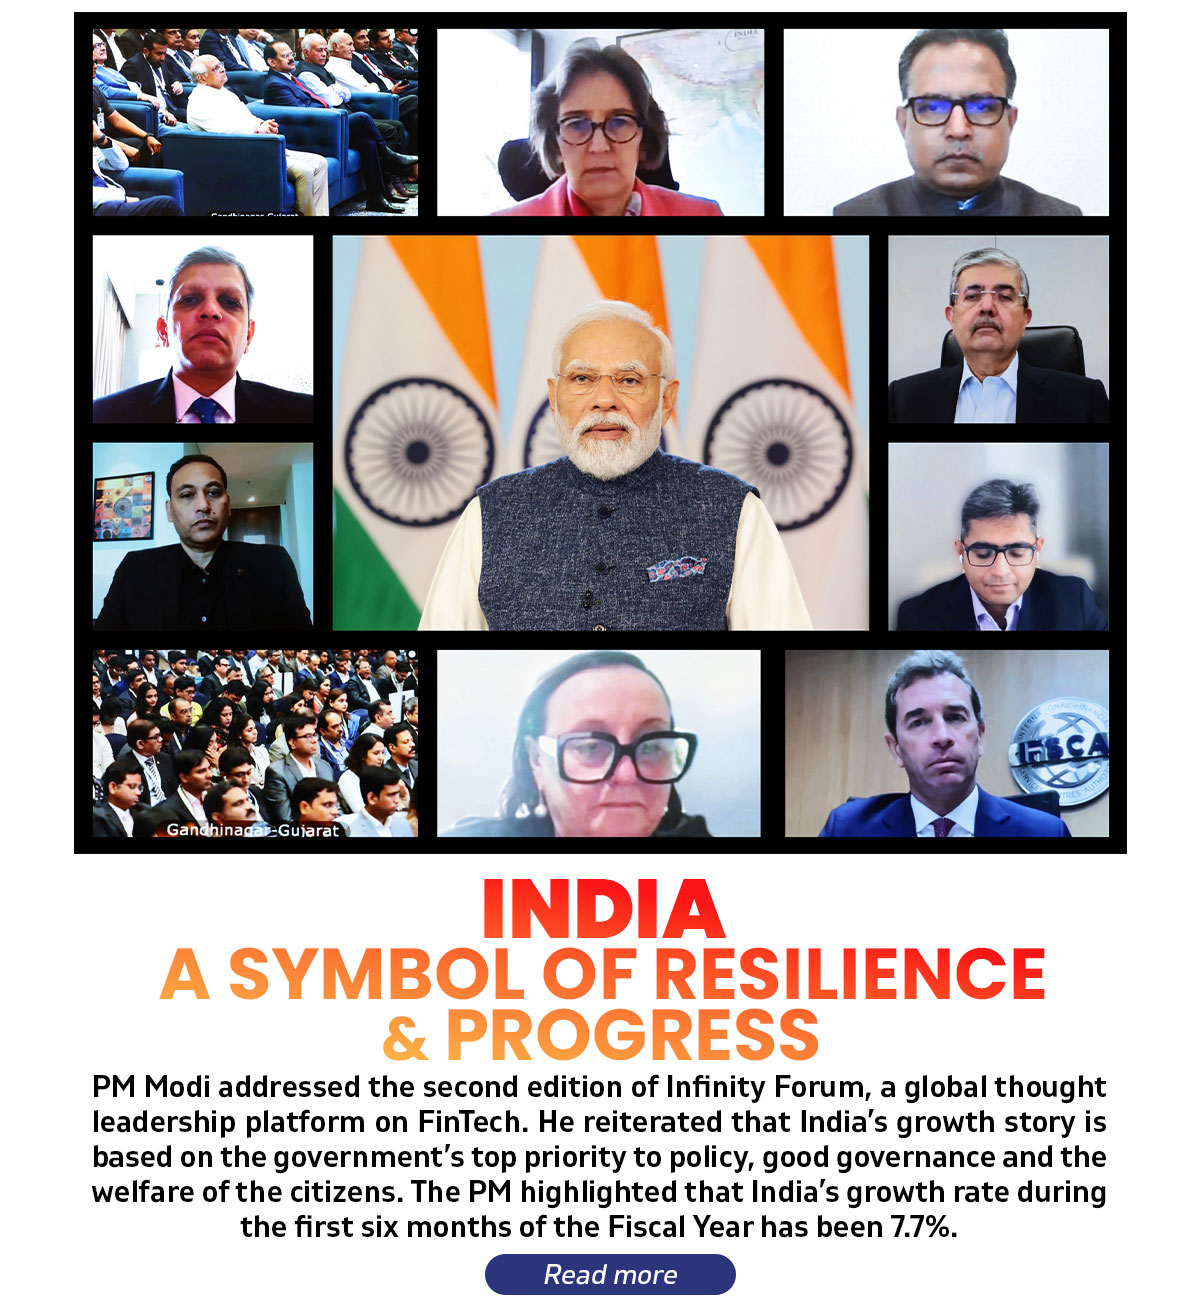 INDIA
Gandhinagar-Gujarat
IFSCA
Gandhinagar-Gujarat
INDIA
A SYMBOL OF RESILIENCE
& PROGRESS
PM Modi addressed the second edition of Infinity Forum, a global thought
leadership platform on FinTech. He reiterated that India’s growth story is
based on the government’s top priority to policy, good governance and the
welfare of the citizens. The PM highlighted that India’s growth rate during
the first six months of the Fiscal Year has been 7.7%.
Read more